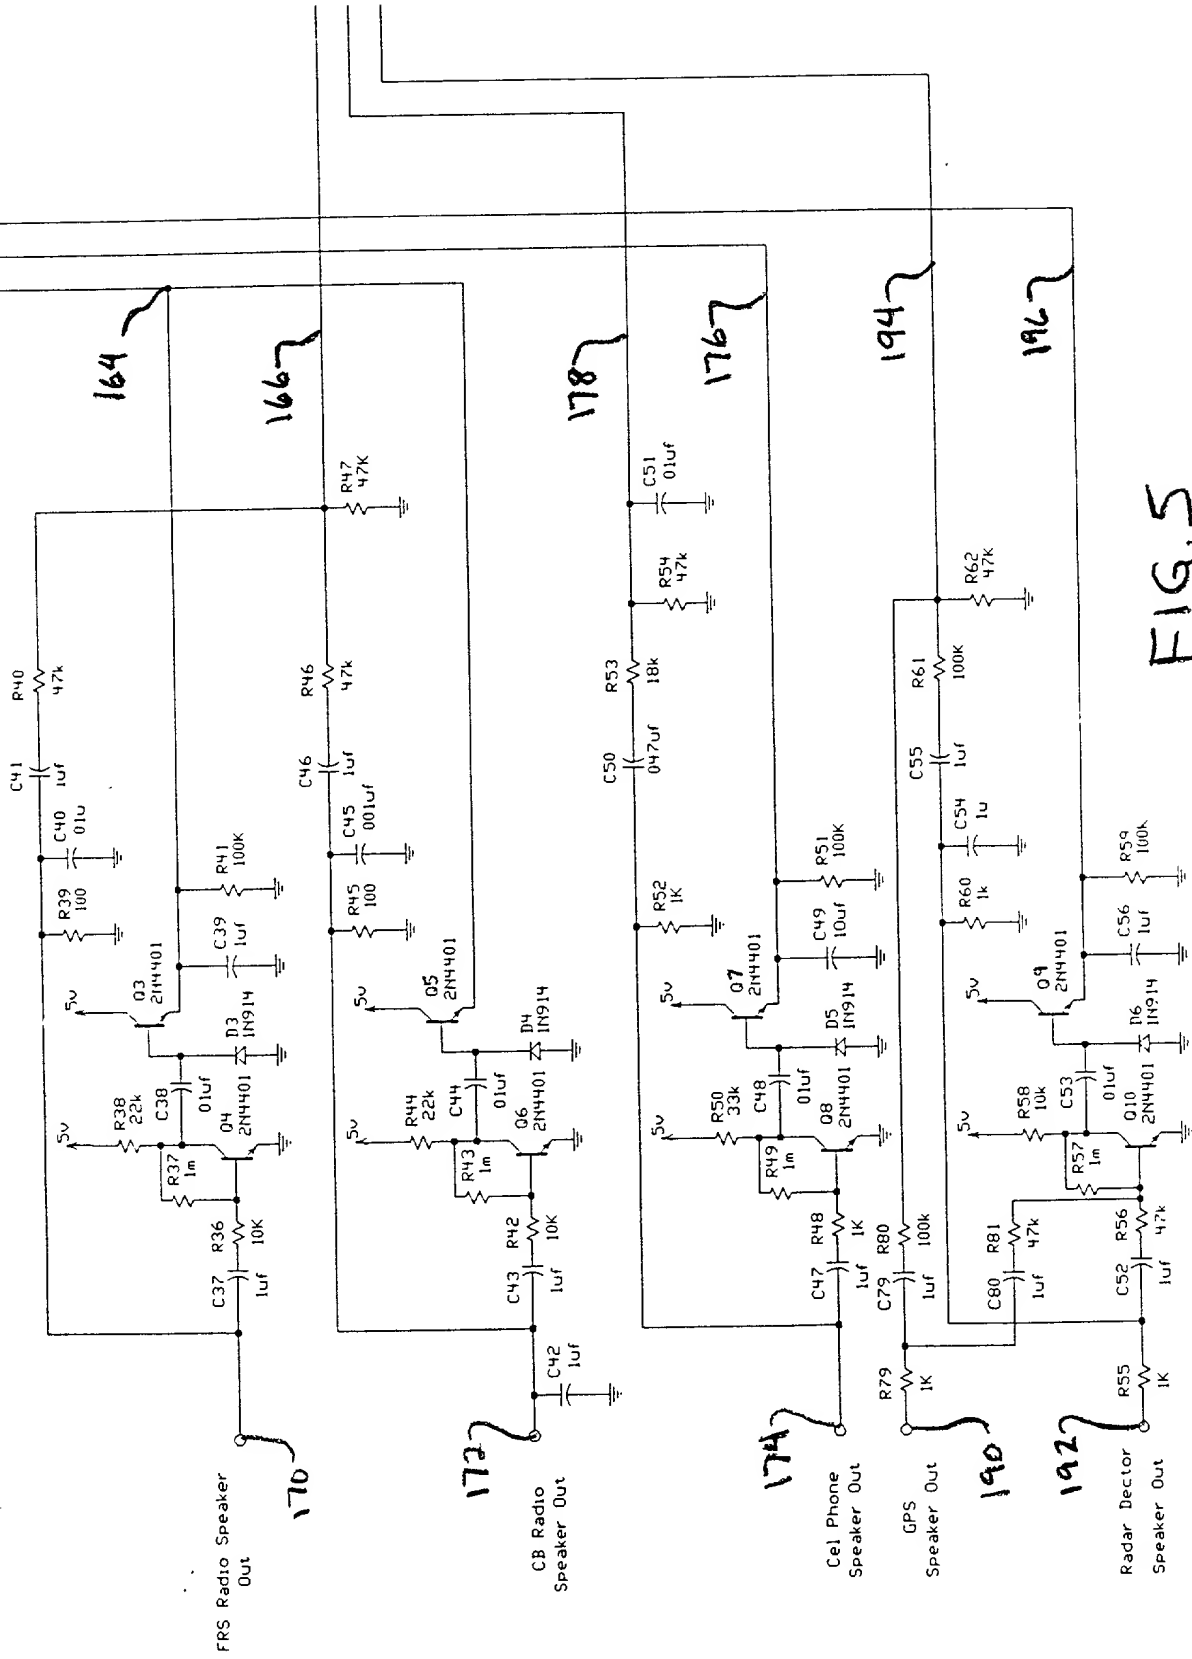 FRS Radio Speaker
Out
170
C37
1uf
R36
10K
R37
1m
R38
22k
5v
C38
01uf
Q4
2N4401
D3
1N914
5v
Q3
2N4401
C39
1uf
R39
100
C40
01u
R41
100K
C41
1uf
R40
47k
164
CB Radio
Speaker Out
172
C42
1uf
C43
1uf
R42
10K
R43
1m
R44
22k
5v
C44
01uf
Q6
2N4401
D4
1N914
5v
Q5
2N4401
R45
100
C45
001uf
C46
1uf
R46
47k
R47
47K
166
Cel Phone
Speaker Out
174
C47
1uf
R48
1K
R49
1m
R50
33k
5v
C48
01uf
Q8
2N4401
D5
1N914
5v
Q7
2N4401
C49
10uf
R52
1K
R51
100K
C50
047uf
R53
18k
R54
47k
C51
01uf
178
176
GPS
Speaker Out
190
R79
1K
C79
1uf
R80
100k
C80
1uf
R81
47k
Radar Dector
Speaker Out
192
R55
1K
C52
1uf
R56
47k
R57
1m
R58
10k
5v
C53
01uf
Q10
2N4401
D6
1N914
5v
Q9
2N4401
C56
1uf
R60
1k
C54
1u
R59
100k
C55
1uf
R61
100K
R62
47k
194
196
FIG. 5